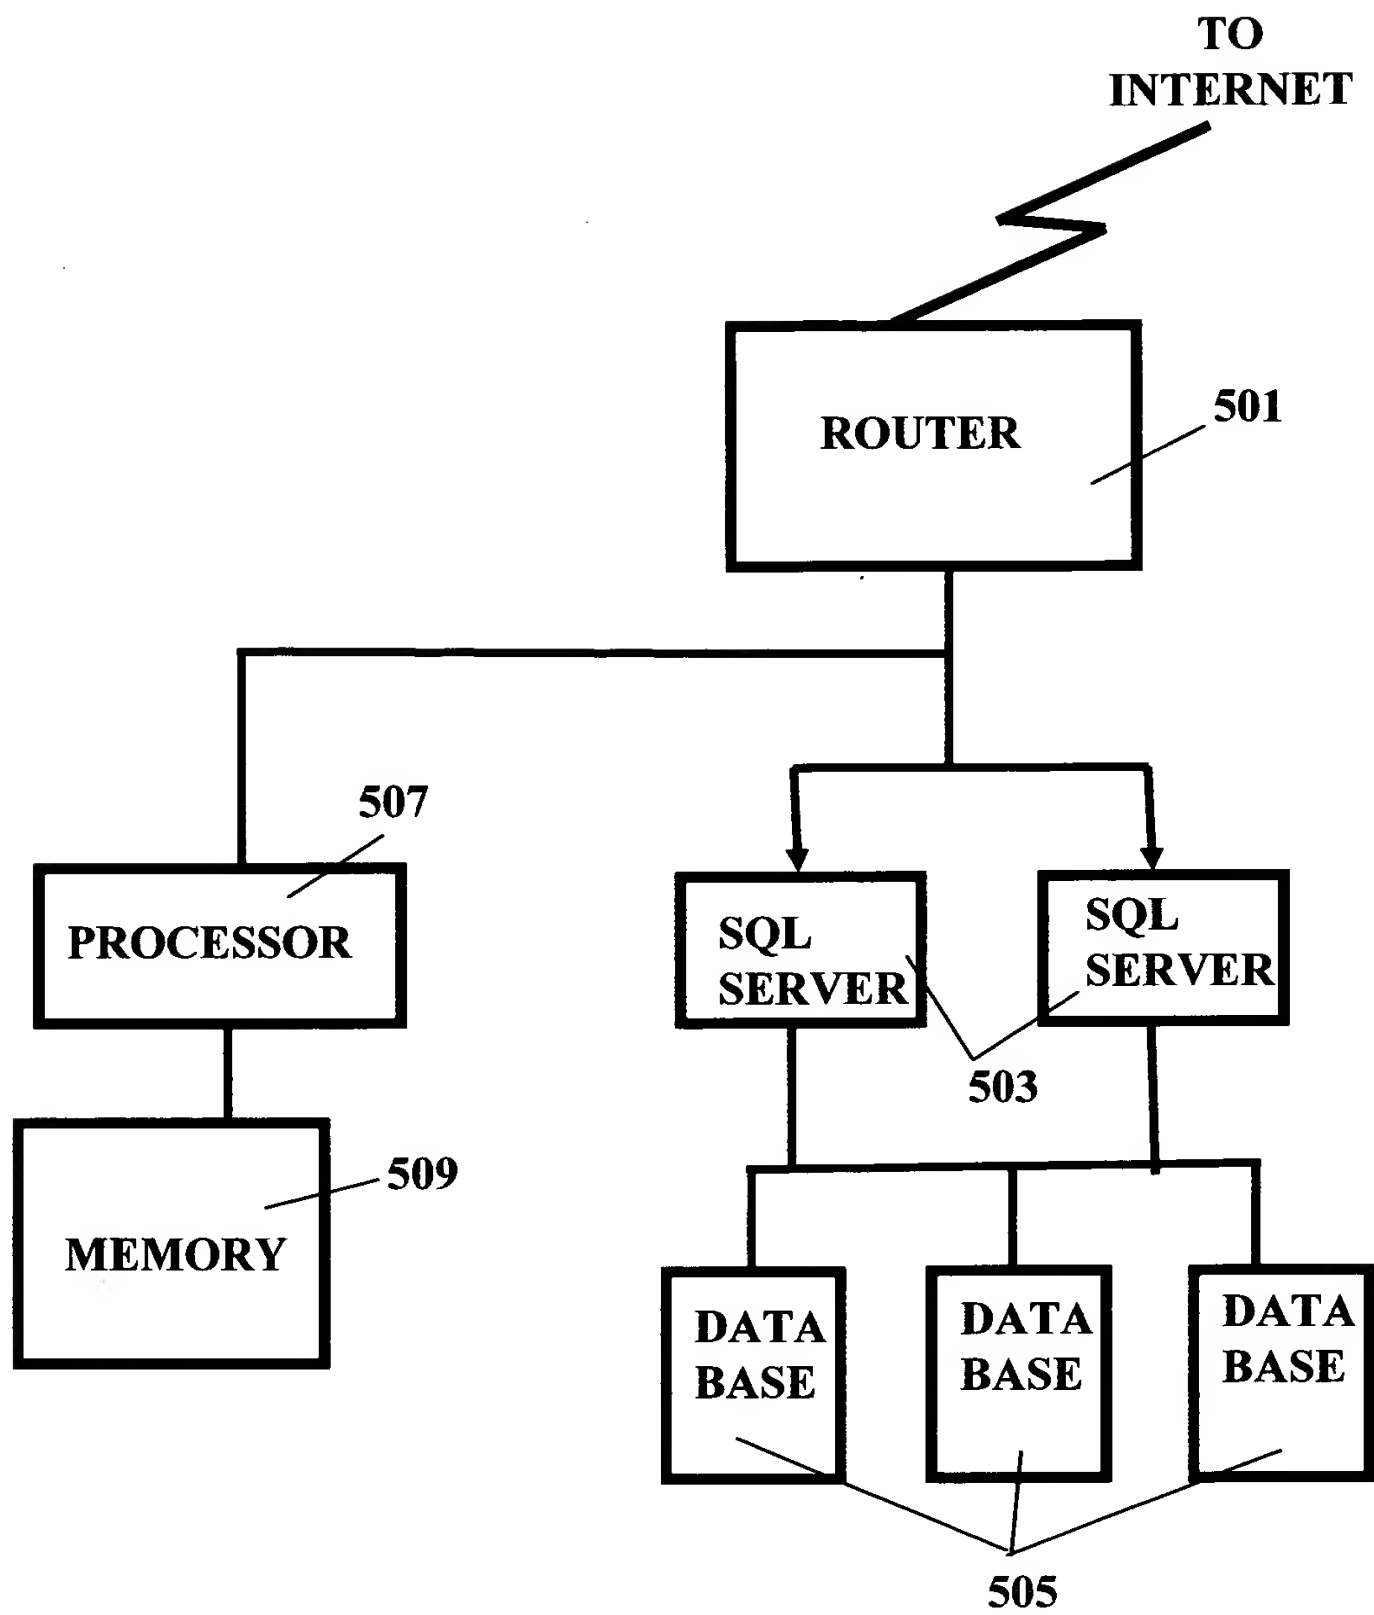 TO
INTERNET
ROUTER
501
507
PROCESSOR
SQL
SERVER
SQL
SERVER
503
509
MEMORY
DATA
BASE
DATA
BASE
DATA
BASE
505